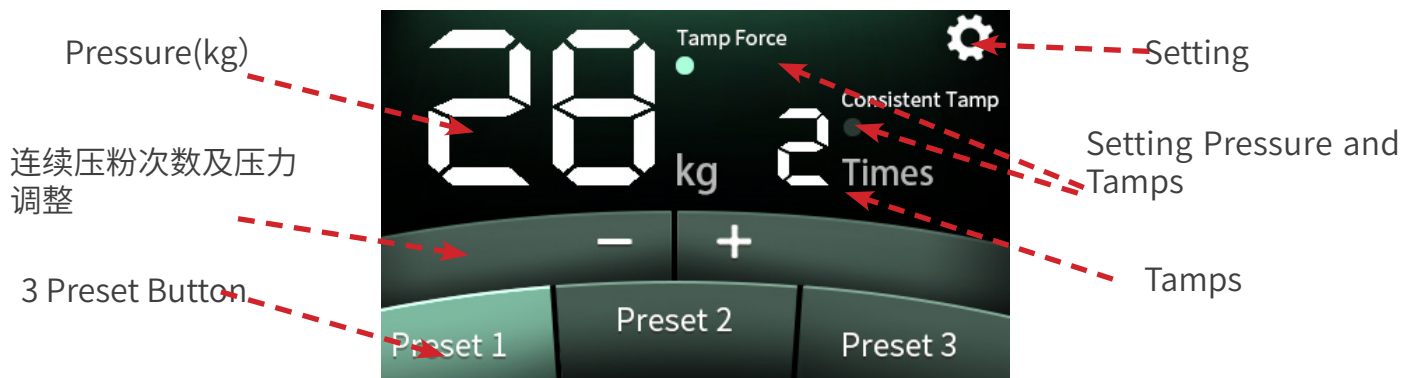 Pressure(kg）
连续压粉次数及压力
调整
3 Preset Button
28
kg
Tamp Force
Consistent Tamp
2
Times
−
+
Preset 1
Preset 2
Preset 3
Setting
Setting Pressure and
Tamps
Tamps